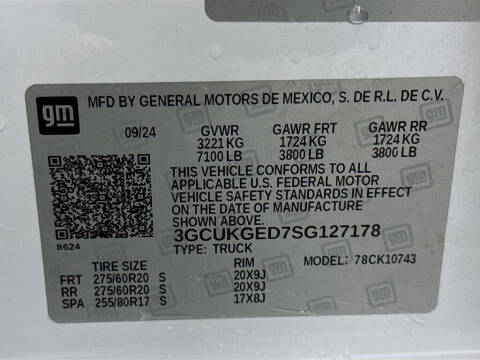 gm
MFD BY GENERAL MOTORS DE MEXICO, S. DE R.L. DE C.V.
09/24 GVWR GAWR FRT GAWR RR
3221 KG 1724 KG 1724 KG
7100 LB 3800 LB 3800 LB
THIS VEHICLE CONFORMS TO ALL
APPLICABLE U.S. FEDERAL MOTOR
VEHICLE SAFETY STANDARDS IN EFFECT
ON THE DATE OF MANUFACTURE
SHOWN ABOVE.
3GCUKGED7SG127178
8624
TYPE: TRUCK MODEL: 78CK10743
TIRE SIZE RIM
FRT 275/60R20 S 20X9J
RR 275/60R20 S 20X9J
SPA 255/80R17 S 17X8J